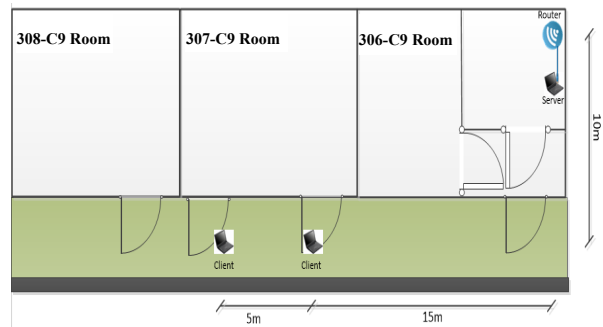 Router
308-C9 Room
307-C9 Room
306-C9 Room
Server
10m
Client
Client
5m
15m